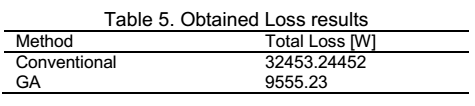 Table 5. Obtained Loss results
Method Total Loss [W]
Conventional 32453.24452
GA 9555.23